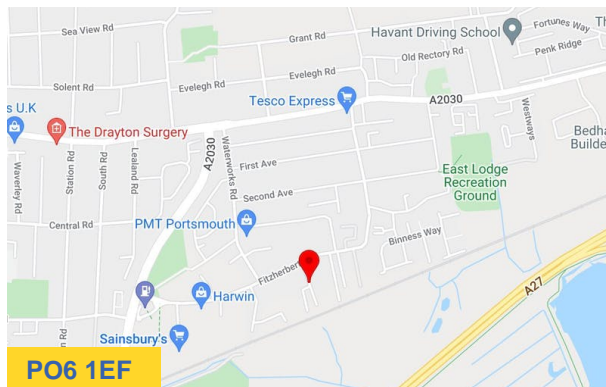 Sea View Rd
Grant Rd
Havant Driving School
Fortunes Way
Penk Ridge
Old Rectory Rd
Solent Rd
Evelegh Rd
Evelegh Rd
Tesco Express
A2030
s U.K
The Drayton Surgery
Westways
Bedha
Builde
Waverley Rd
Station Rd
South Rd
Lealand Rd
A2030
Waterworks Rd
First Ave
Second Ave
East Lodge
Recreation
Ground
Central Rd
PMT Portsmouth
Binness Way
Fitzherber
Harwin
A27
Sainsbury's
PO6 1EF